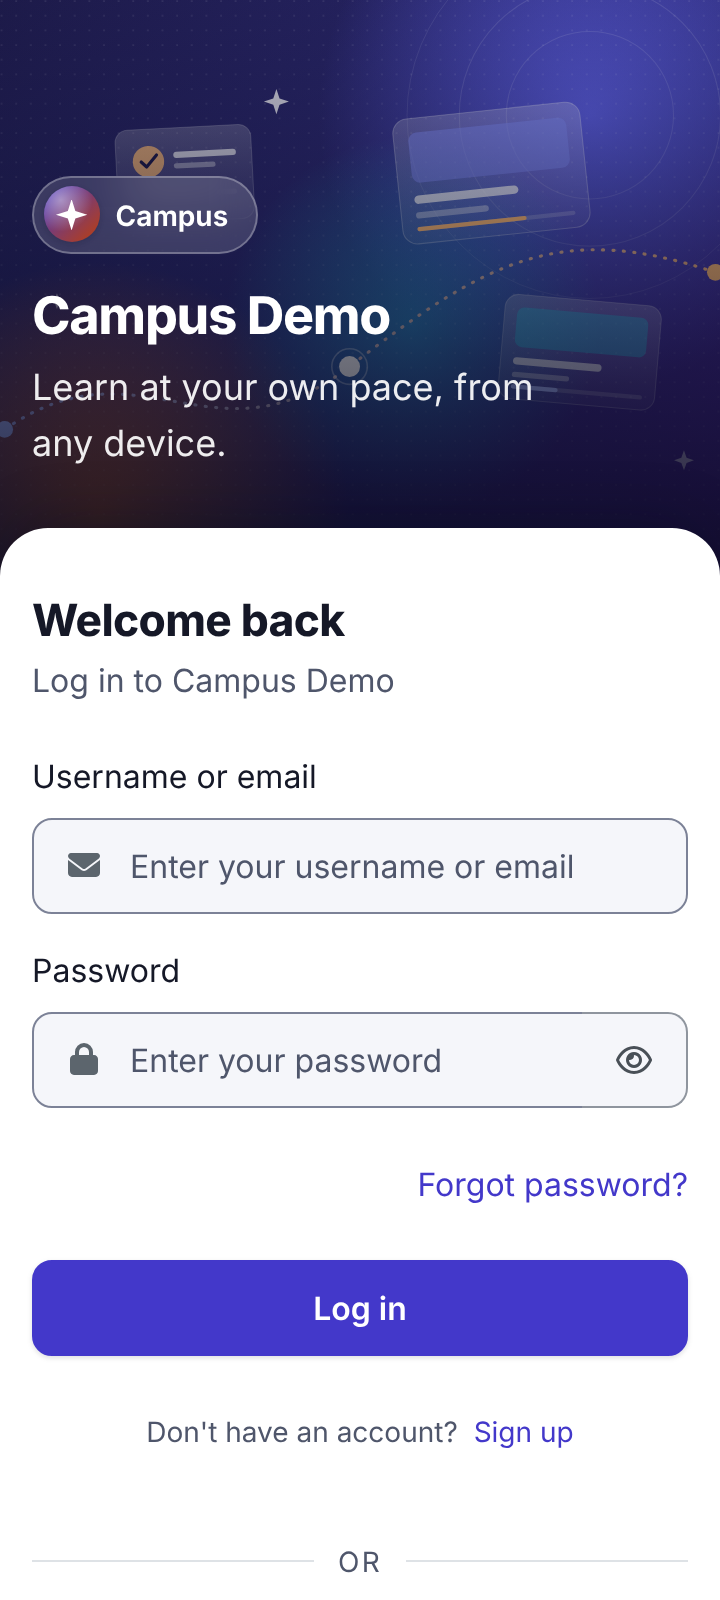 Campus
Campus Demo
Learn at your own pace, from
any device.
Welcome back
Log in to Campus Demo
Username or email
Enter your username or email
Password
Enter your password
Forgot password?
Log in
Don't have an account? Sign up
OR